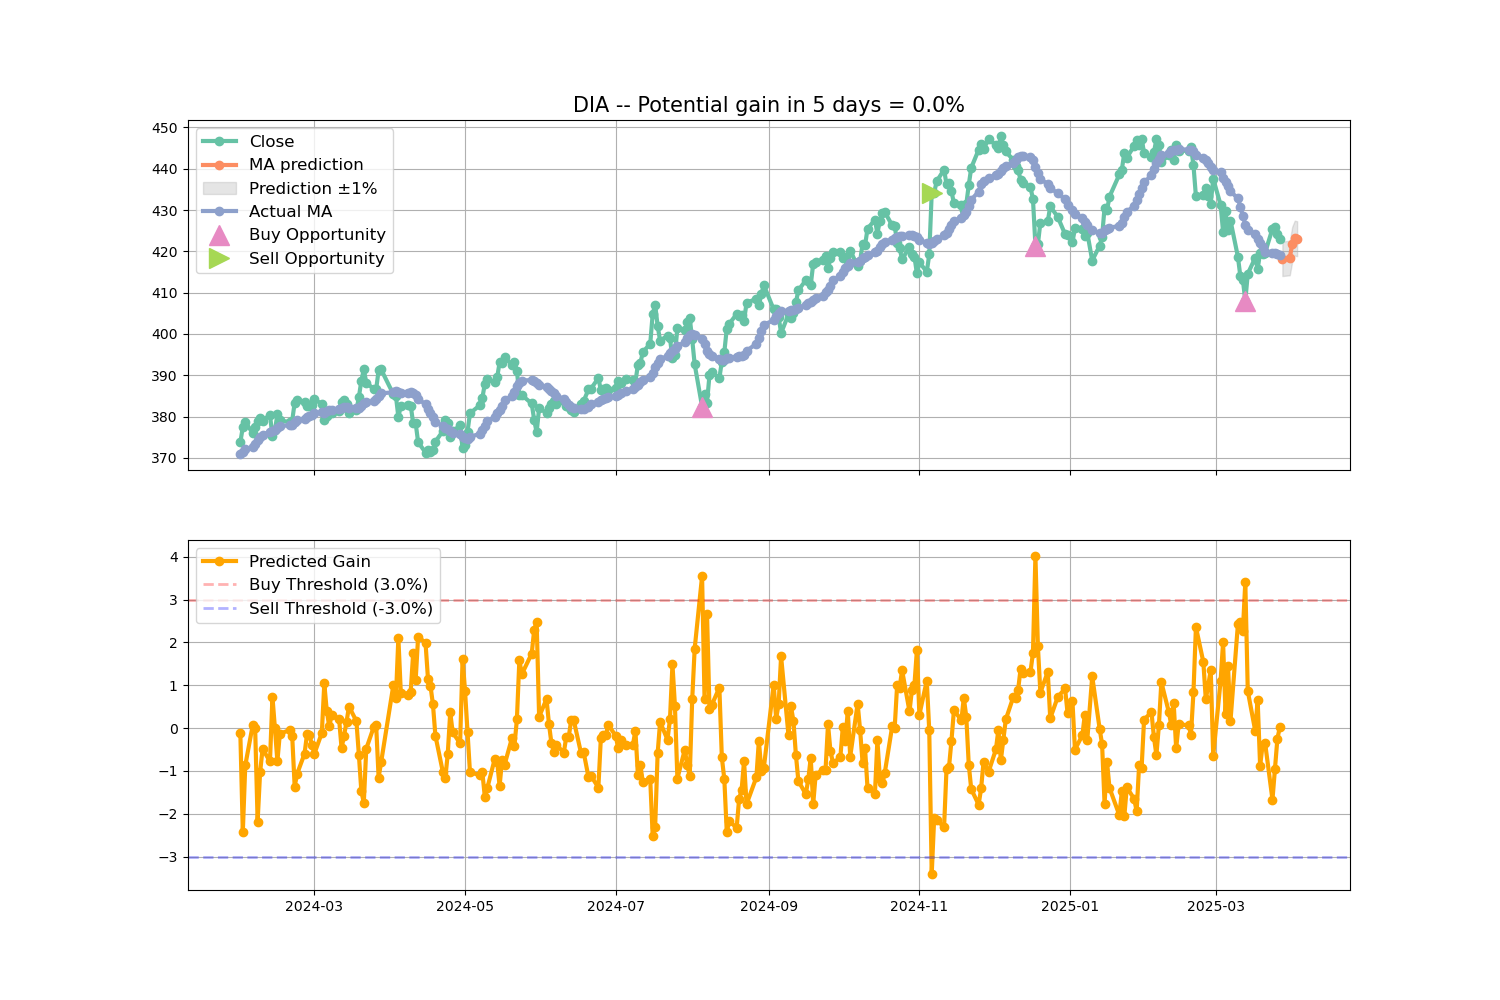 DIA -- Potential gain in 5 days = 0.0%
450
440
430
420
410
400
390
380
370
Close
MA prediction
Prediction ±1%
Actual MA
Buy Opportunity
Sell Opportunity
4
3
2
1
0
−1
−2
−3
Predicted Gain
Buy Threshold (3.0%)
Sell Threshold (-3.0%)
2024-03
2024-05
2024-07
2024-09
2024-11
2025-01
2025-03